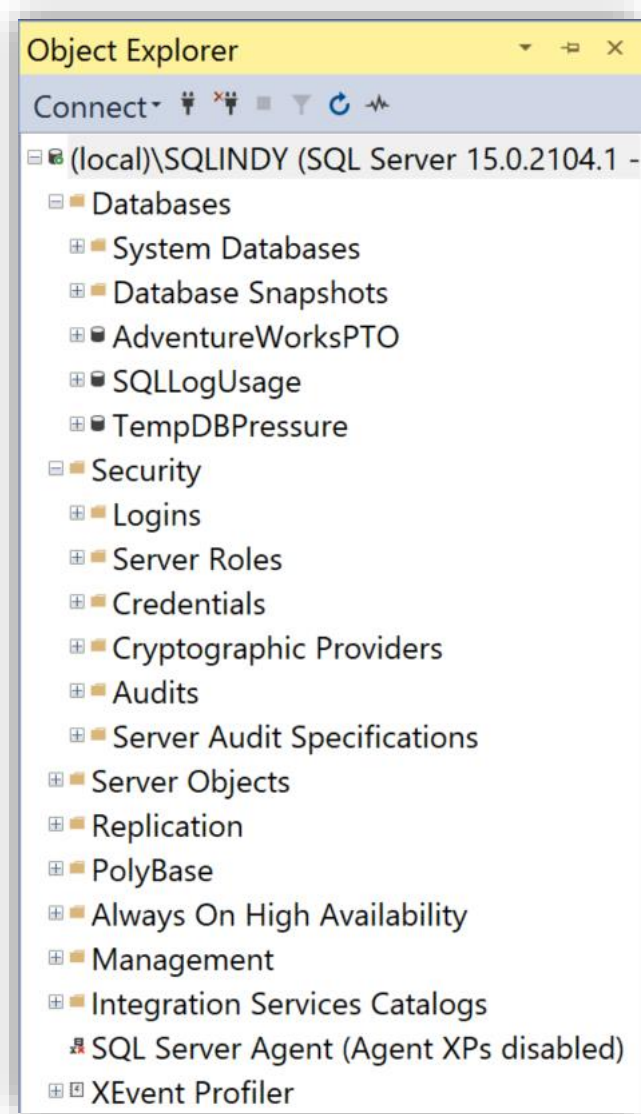 Object Explorer
Connect
(local)\SQLINDY (SQL Server 15.0.2104.1 -
Databases
System Databases
Database Snapshots
AdventureWorksPTO
SQLLogUsage
TempDBPressure
Security
Logins
Server Roles
Credentials
Cryptographic Providers
Audits
Server Audit Specifications
Server Objects
Replication
PolyBase
Always On High Availability
Management
Integration Services Catalogs
SQL Server Agent (Agent XPs disabled)
XEvent Profiler